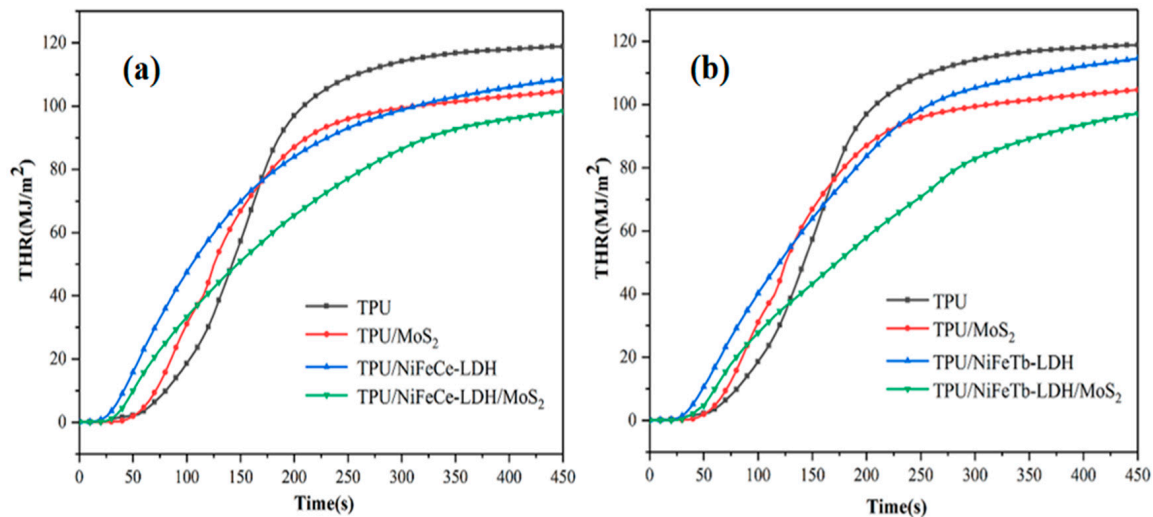 (a)
THR(MJ/m²)
120
100
80
60
40
20
0
TPU
TPU/MoS₂
TPU/NiFeCe-LDH
TPU/NiFeCe-LDH/MoS₂
0 50 100 150 200 250 300 350 400 450
Time(s)
(b)
THR(MJ/m²)
120
100
80
60
40
20
0
TPU
TPU/MoS₂
TPU/NiFeTb-LDH
TPU/NiFeTb-LDH/MoS₂
0 50 100 150 200 250 300 350 400 450
Time(s)